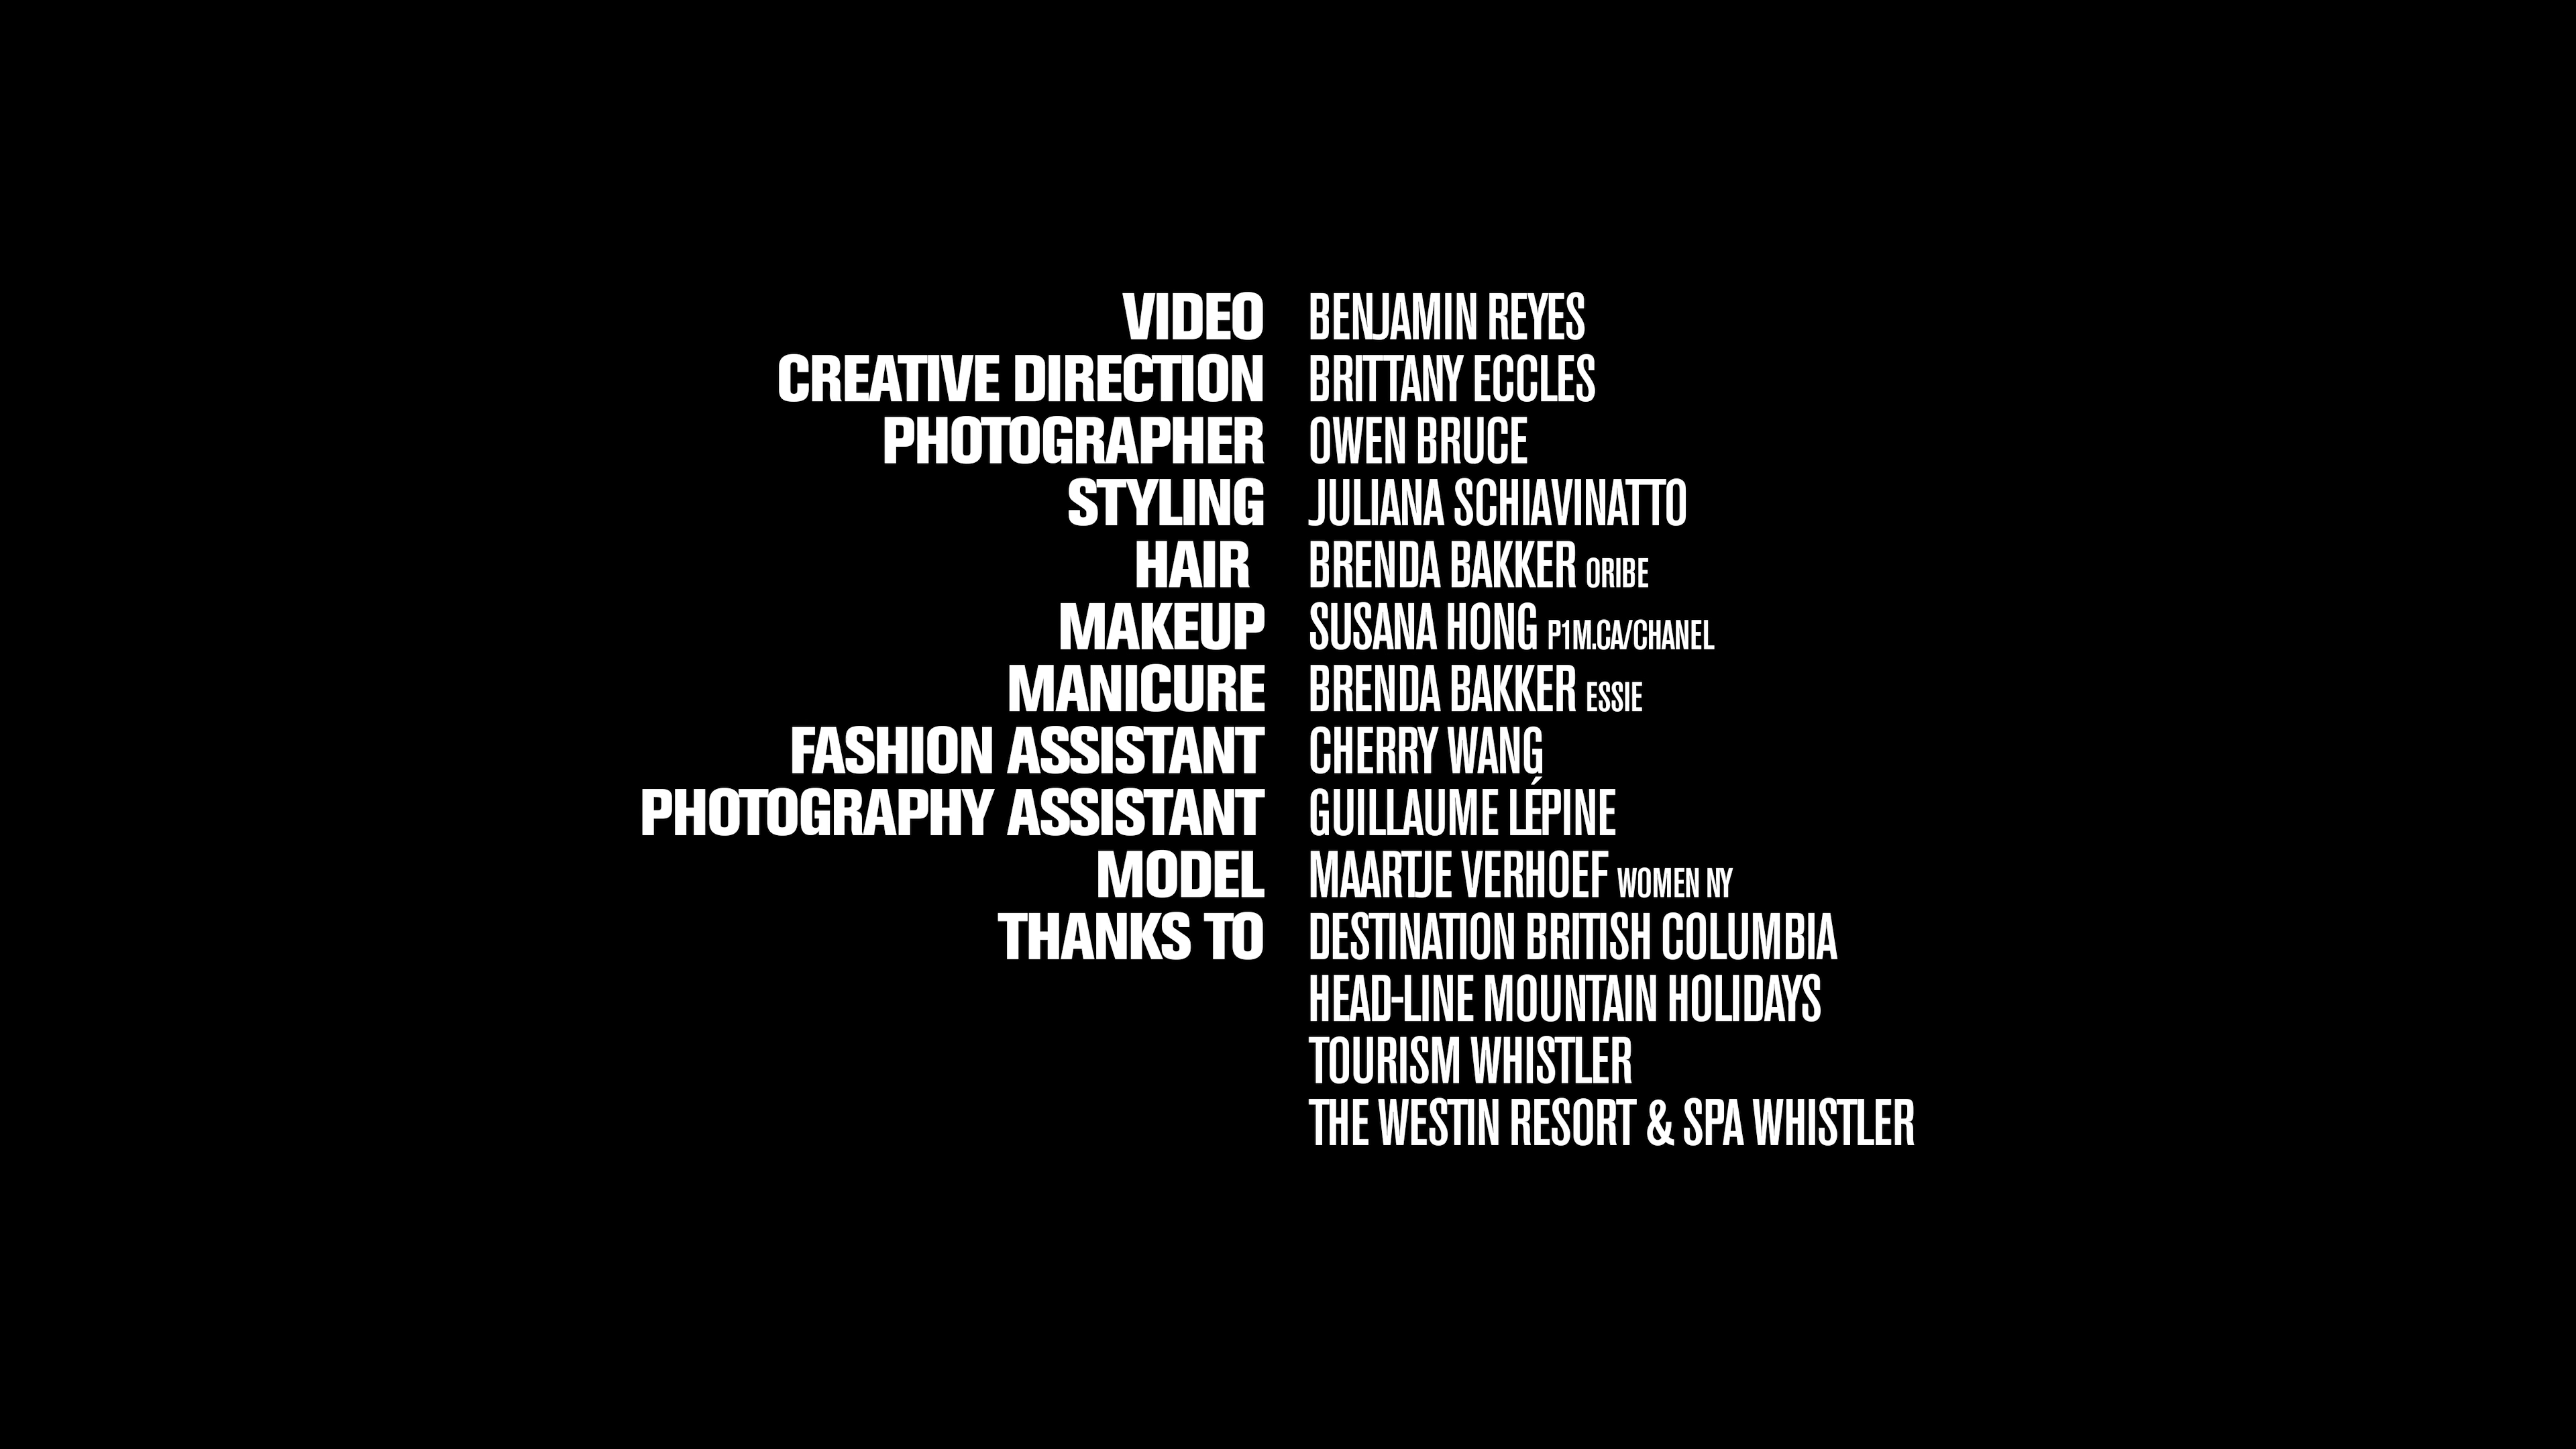 VIDEO BENJAMIN REYES
CREATIVE DIRECTION BRITTANY ECCLES
PHOTOGRAPHER OWEN BRUCE
STYLING JULIANA SCHIAVINATTO
HAIR BRENDA BAKKER ORIBE
MAKEUP SUSANA HONG P1M.CA/CHANEL
MANICURE BRENDA BAKKER ESSIE
FASHION ASSISTANT CHERRY WANG
PHOTOGRAPHY ASSISTANT GUILLAUME LÉPINE
MODEL MAARTJE VERHOEF WOMEN NY
THANKS TO DESTINATION BRITISH COLUMBIA
HEAD-LINE MOUNTAIN HOLIDAYS
TOURISM WHISTLER
THE WESTIN RESORT & SPA WHISTLER